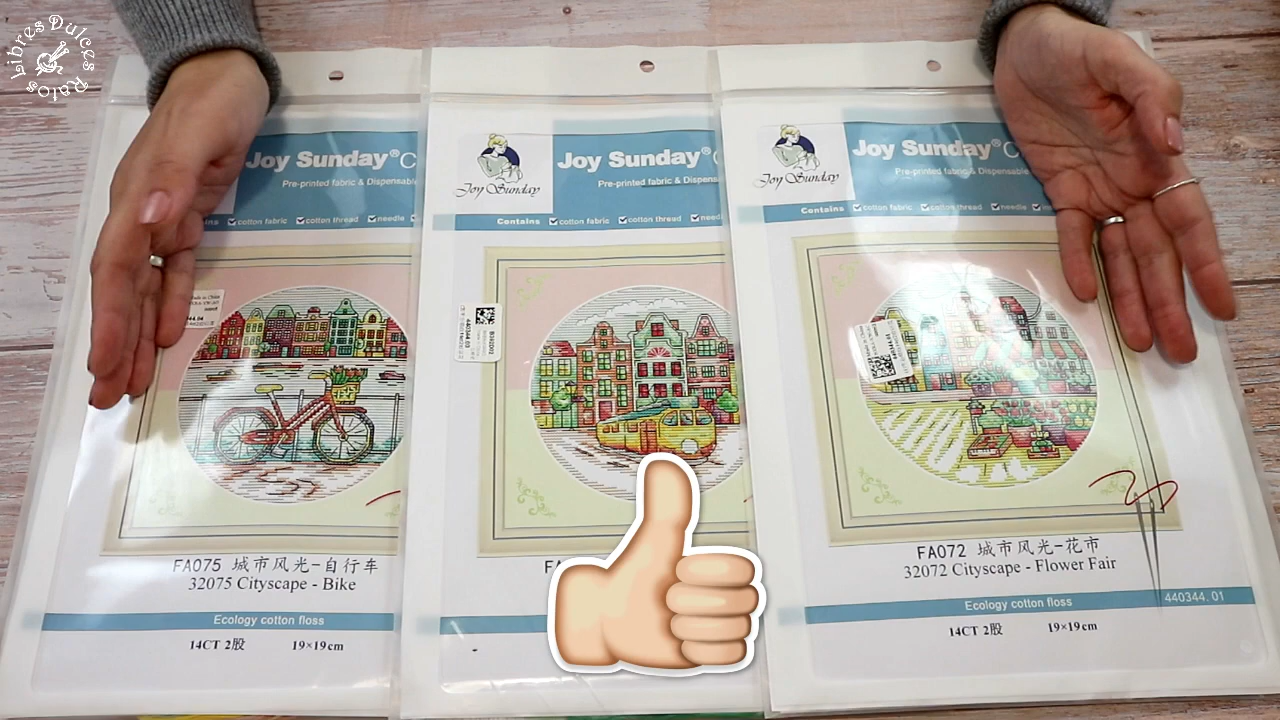 Libres Dulces Ratos
Joy Sunday®
Pre-printed fabric & Dispensable
Contains cotton fabric cotton thread needle
FA075 城市风光-自行车
32075 Cityscape - Bike
Ecology cotton floss
14CT 2股 19×19cm
Joy Sunday
Joy Sunday®
Pre-printed fabric & Dispensable
Contains cotton fabric cotton thread
FA
Joy Sunday
Joy Sunday®
Pre-printed fabric & Dispensable
Contains cotton fabric cotton thread needle
FA072 城市风光-花市
32072 Cityscape - Flower Fair
Ecology cotton floss
440344.01
14CT 2股 19×19cm